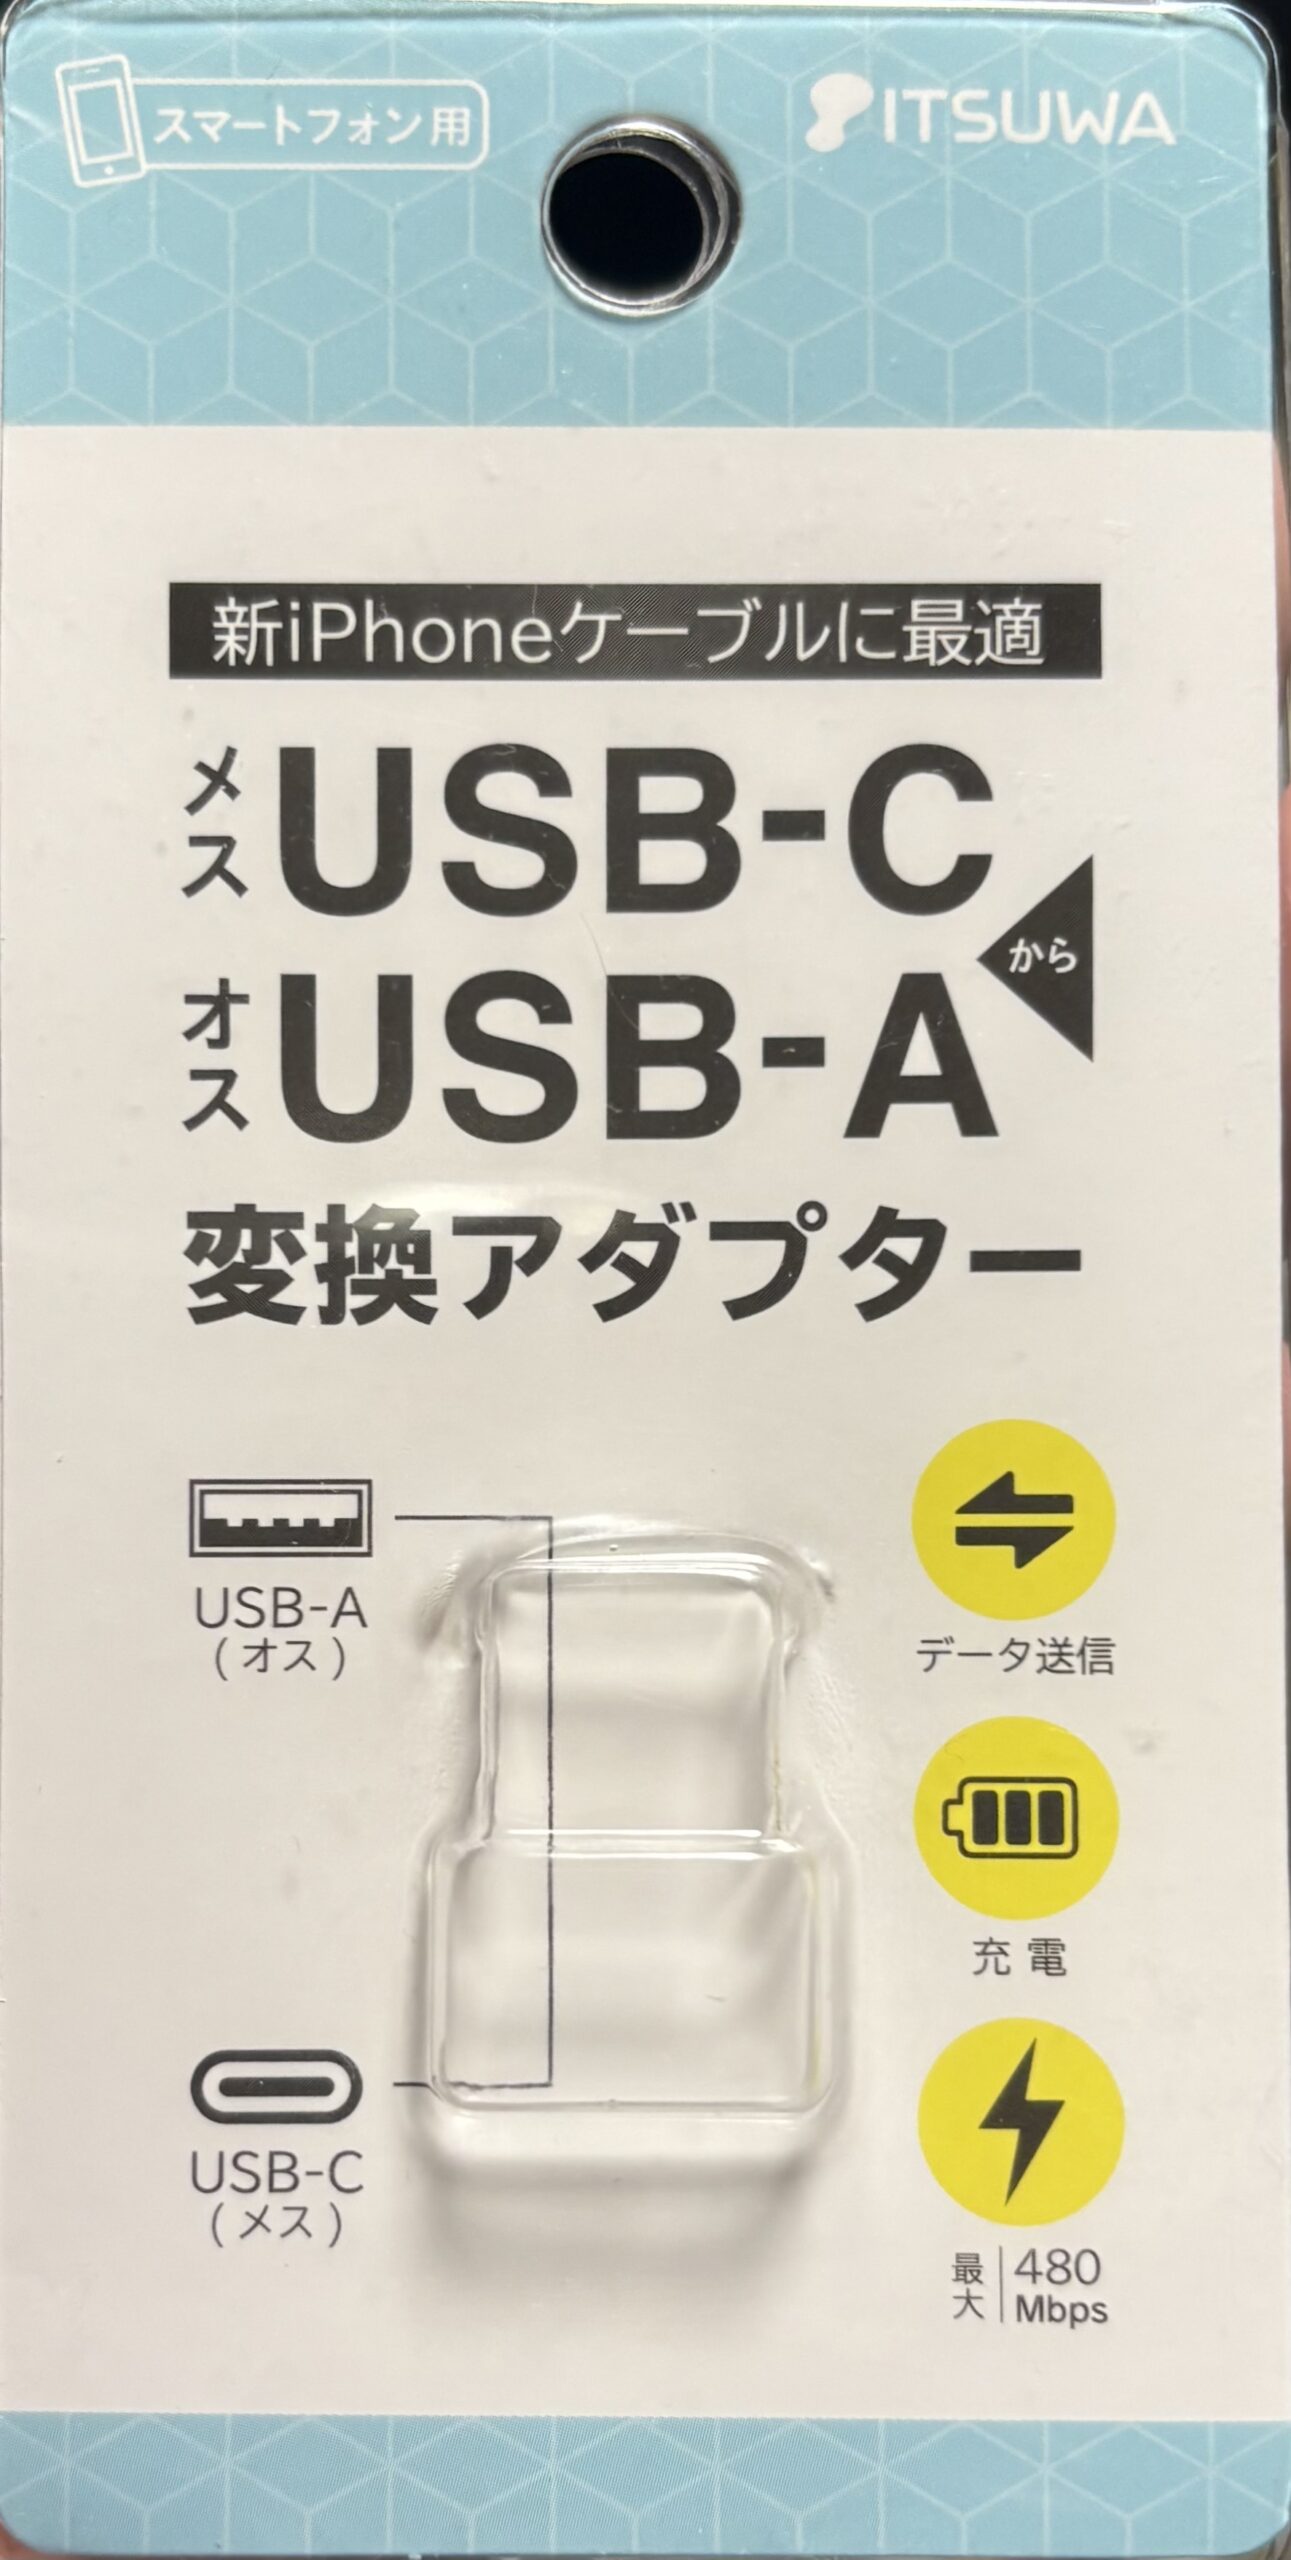 スマートフォン用
ITSUWA
新iPhoneケーブルに最適
メス USB-C
から
オス USB-A
変換アダプター
USB-A
(オス)
データ送信
充電
USB-C
(メス)
最大 480 Mbps